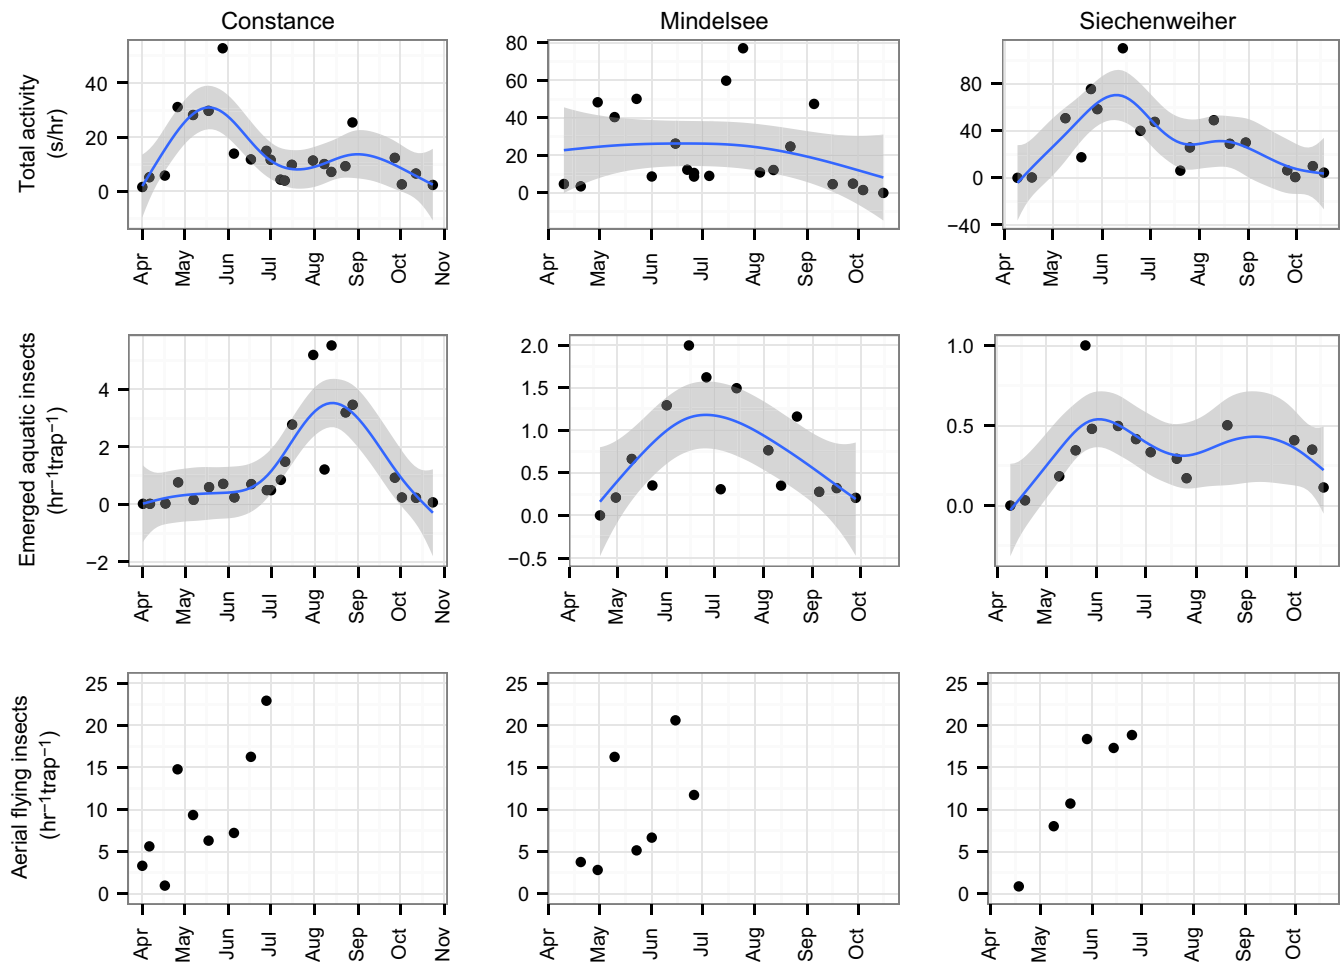 Constance
Mindelsee
Siechenweiher
Total activity
(s/hr)
40
20
0
80
60
40
20
0
80
40
0
−40
Apr
May
Jun
Jul
Aug
Sep
Oct
Nov
Apr
May
Jun
Jul
Aug
Sep
Oct
Apr
May
Jun
Jul
Aug
Sep
Oct
Emerged aquatic insects
(hr⁻¹trap⁻¹)
4
2
0
−2
2.0
1.5
1.0
0.5
0.0
−0.5
1.0
0.5
0.0
Apr
May
Jun
Jul
Aug
Sep
Oct
Nov
Apr
May
Jun
Jul
Aug
Sep
Oct
Apr
May
Jun
Jul
Aug
Sep
Oct
Aerial flying insects
(hr⁻¹trap⁻¹)
25
20
15
10
5
0
25
20
15
10
5
0
25
20
15
10
5
0
Apr
May
Jun
Jul
Aug
Sep
Oct
Nov
Apr
May
Jun
Jul
Aug
Sep
Oct
Apr
May
Jun
Jul
Aug
Sep
Oct